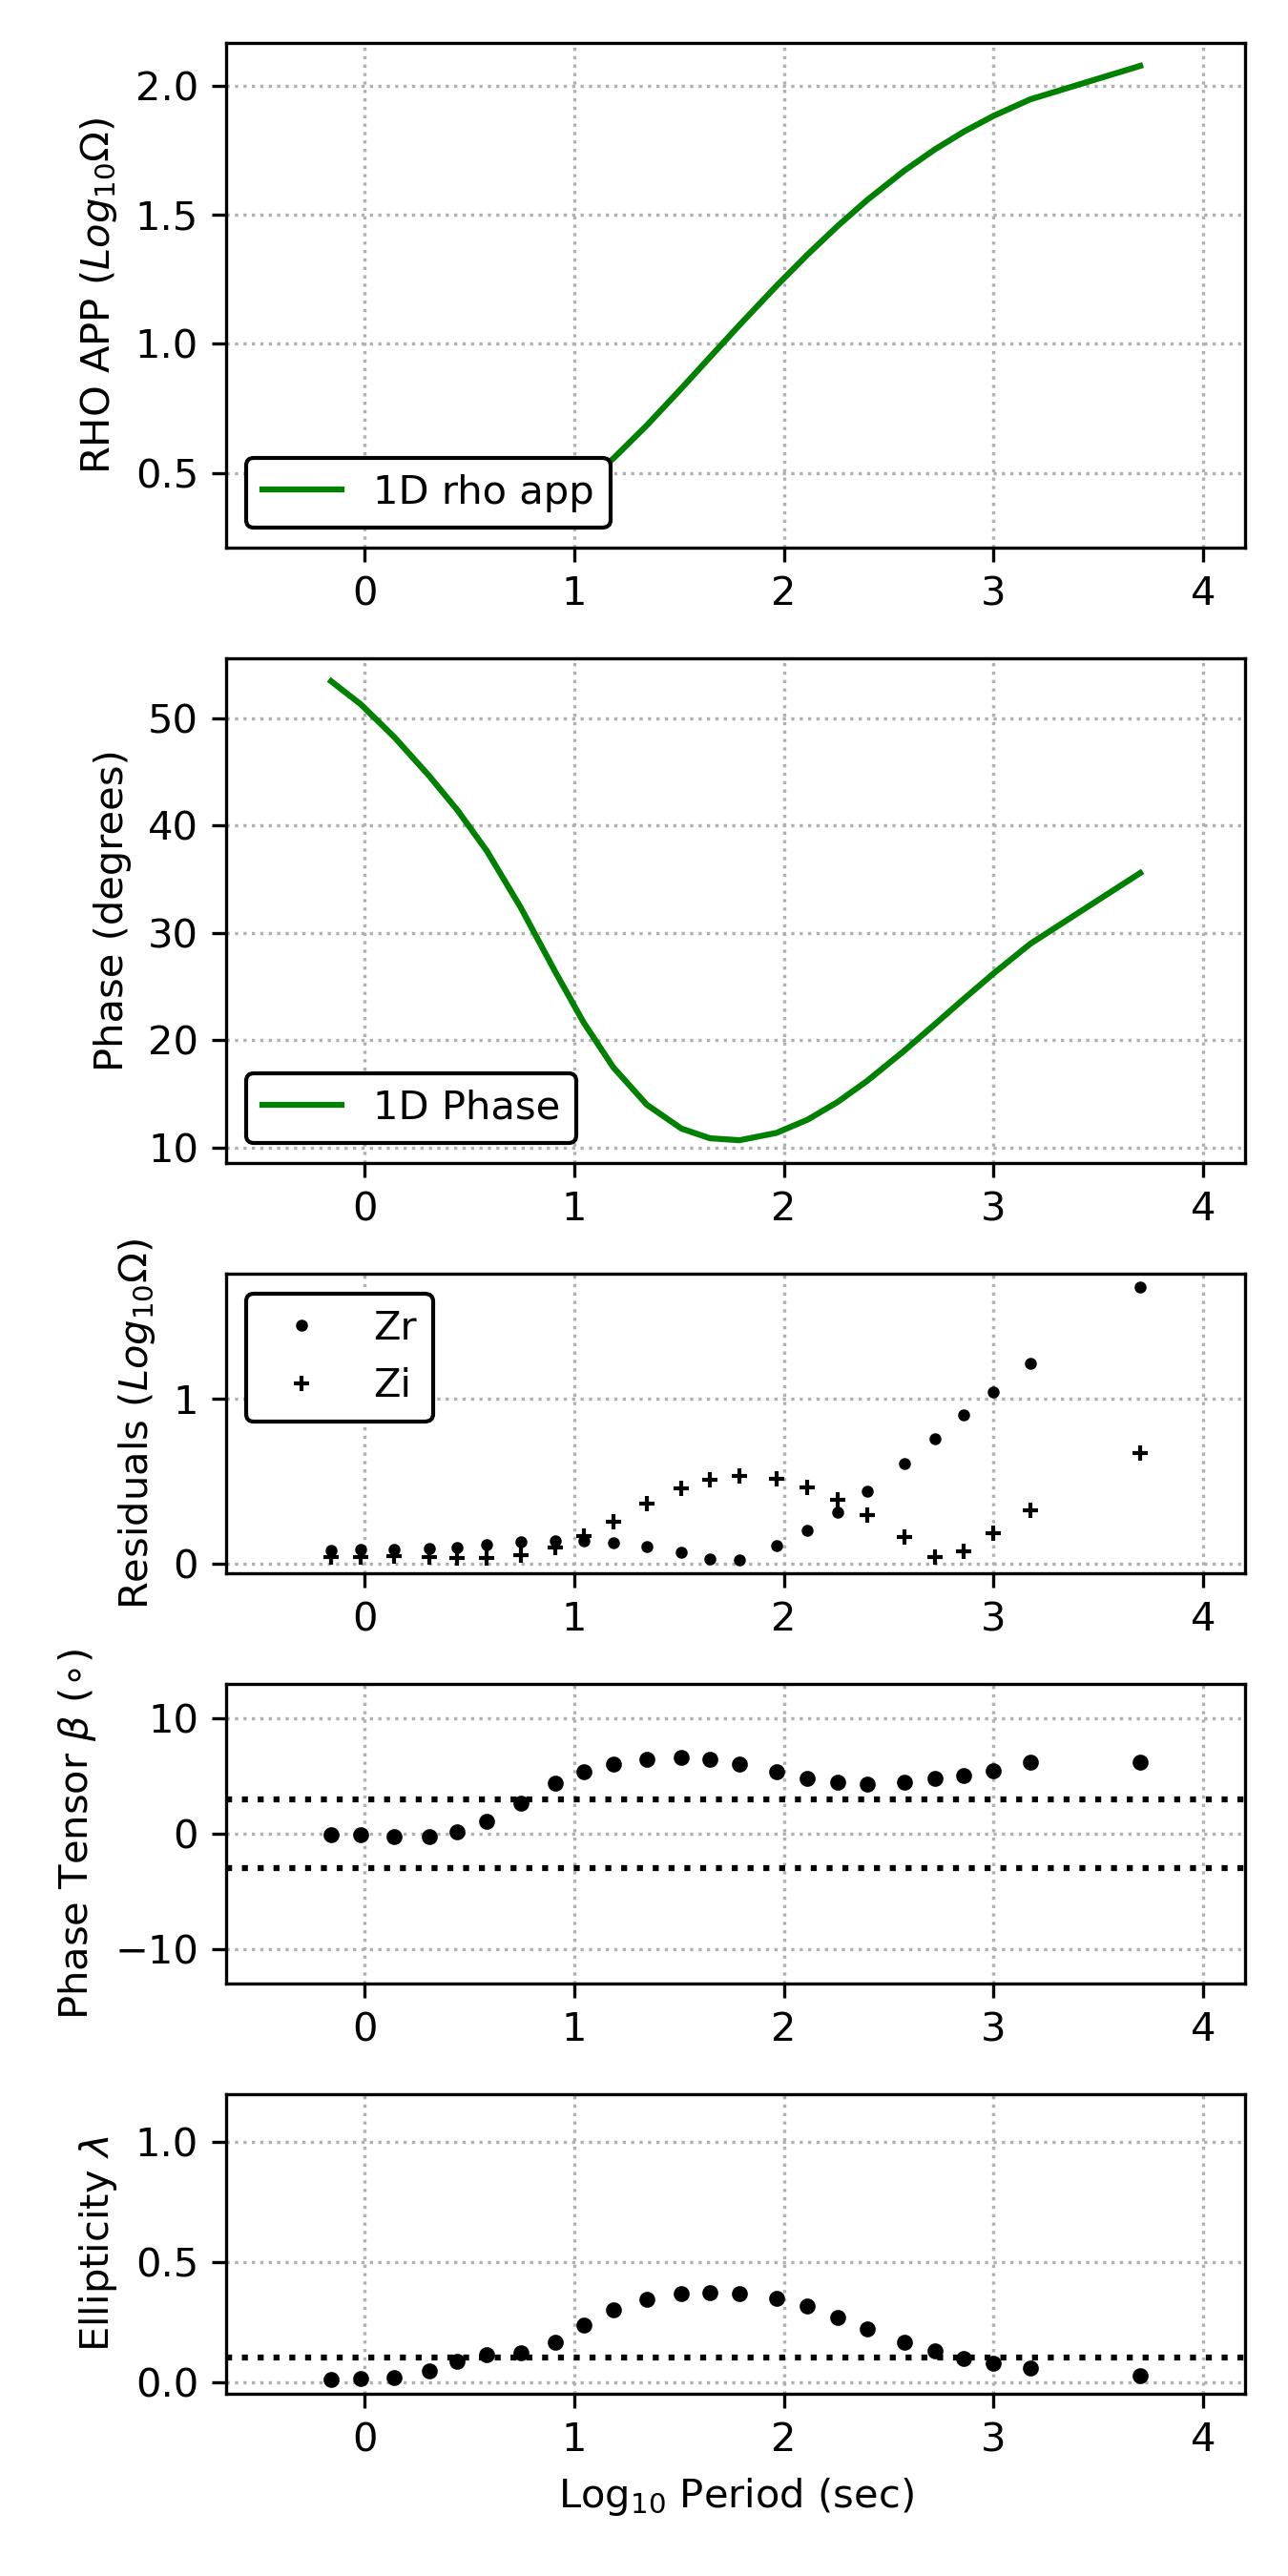 RHO APP (Log₁₀Ω)
2.0
1.5
1.0
0.5
1D rho app
0 1 2 3 4
Phase (degrees)
50
40
30
20
10
1D Phase
0 1 2 3 4
Residuals (Log₁₀Ω)
1
0
Zr
Zi
0 1 2 3 4
Phase Tensor β (∘)
10
0
−10
0 1 2 3 4
Ellipticity λ
1.0
0.5
0.0
0 1 2 3 4
Log₁₀ Period (sec)